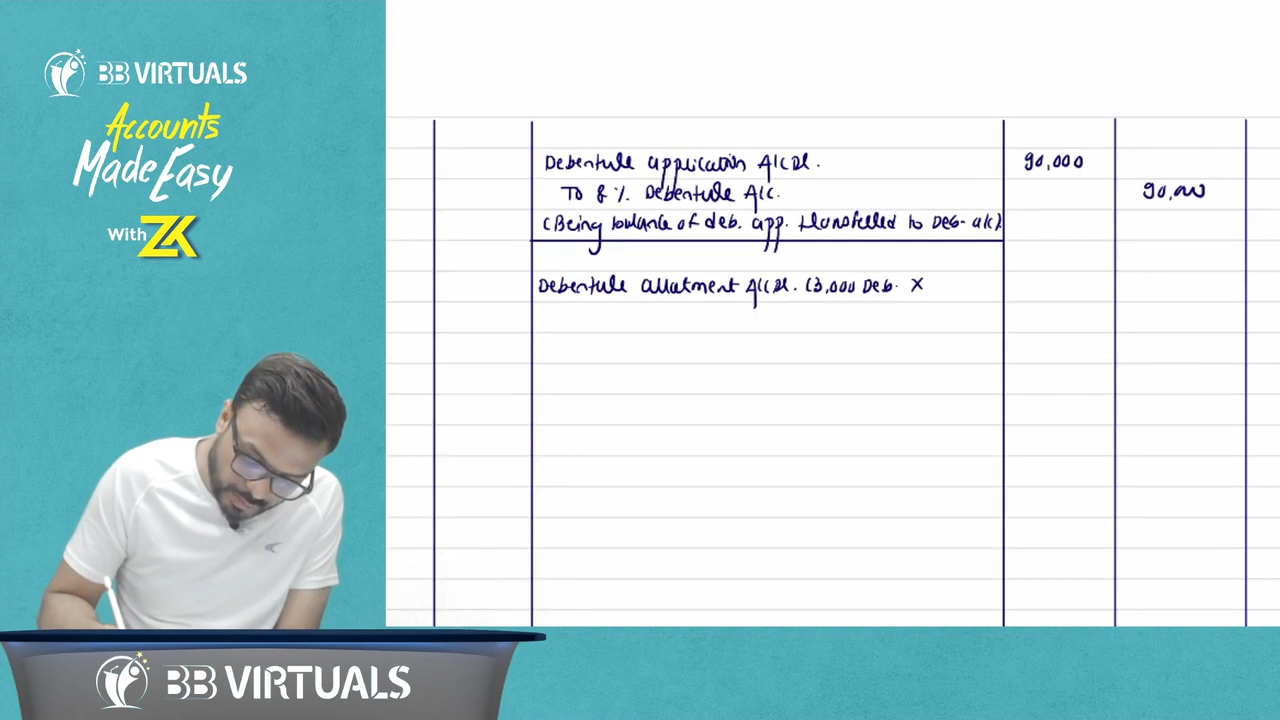 BB VIRTUALS
Accounts
Made Easy
With ZK
Debenture application A/c Dr. 90,000
To 8% Debenture A/c. 90,000
(Being balance of deb. app. transferred to Deb. a/c)
Debenture allotment A/c Dr. (3,000 Deb. X
BB VIRTUALS